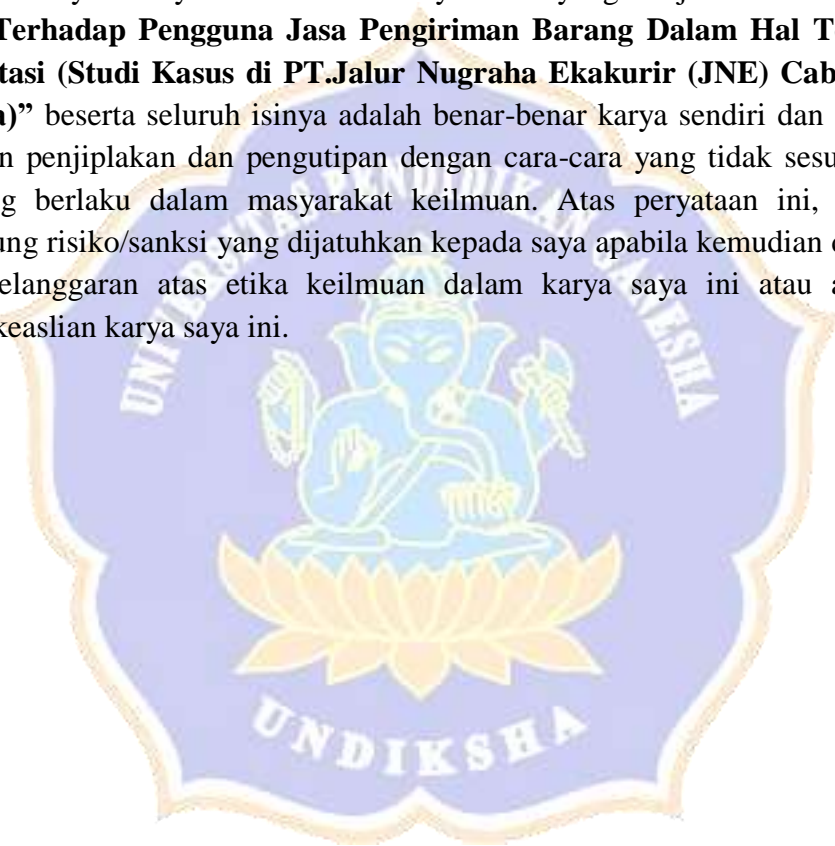 Terhadap Pengguna Jasa Pengiriman Barang Dalam Hal T
tasi (Studi Kasus di PT.Jalur Nugraha Ekakurir (JNE) Cab
a)” beserta seluruh isinya adalah benar-benar karya sendiri dan
n penjiplakan dan pengutipan dengan cara-cara yang tidak sesu
g berlaku dalam masyarakat keilmuan. Atas peryataan ini,
ung risiko/sanksi yang dijatuhkan kepada saya apabila kemudian
elanggaran atas etika keilmuan dalam karya saya ini atau a
keaslian karya saya ini.
UNIVERSITAS PENDIDIKAN GANESHA
UNDIKSHA